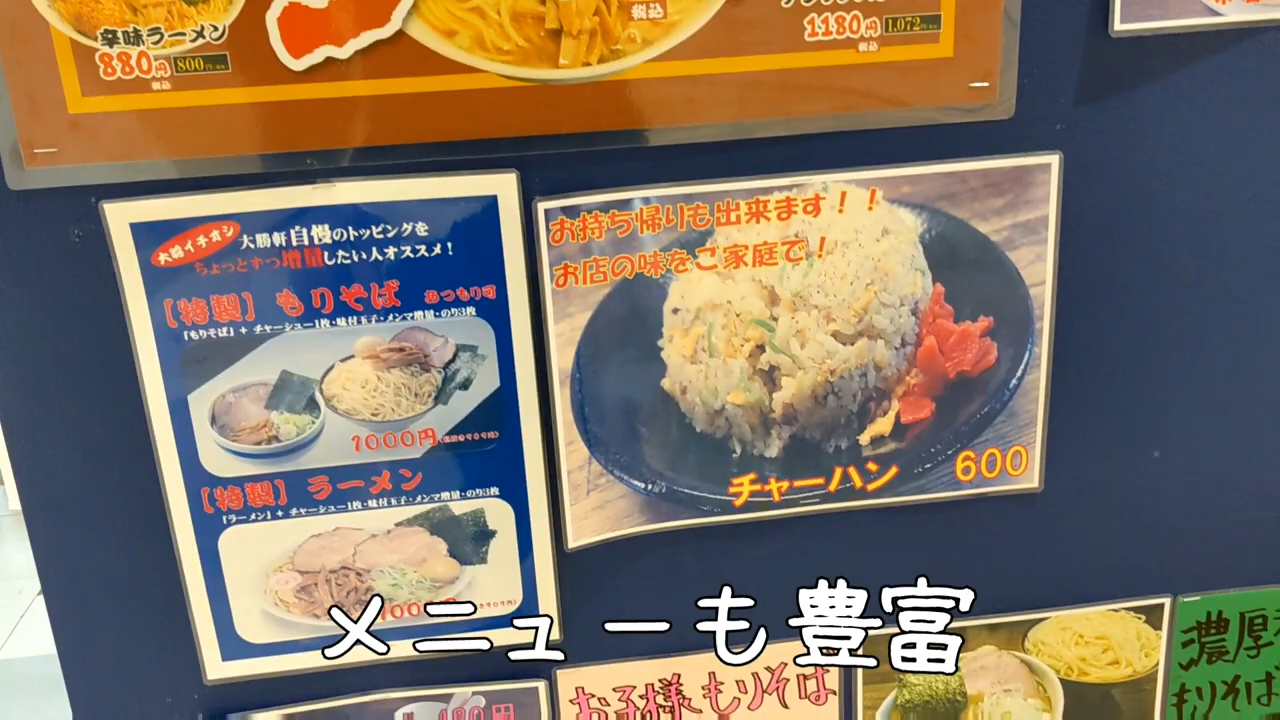 辛味ラーメン
880円
800
税込
税込
1180円
1,072
税込
大勝イチオシ
大勝軒自慢のトッピングを
ちょっとずつ増量したい人オススメ！
【特製】もりそば あつもり可
『もりそば』+ チャーシュー1枚・味付玉子・メンマ増量・のり3枚
1000円
【特製】ラーメン
『ラーメン』+ チャーシュー1枚・味付玉子・メンマ増量・のり3枚
お持ち帰りも出来ます！！
お店の味をご家庭で！
チャーハン 600
メニューも豊富
お子様もりそば
濃厚
もりそば